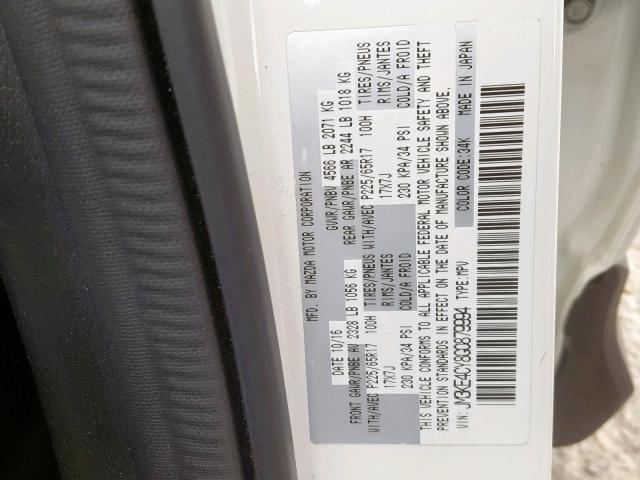 MFD. BY MAZDA MOTOR CORPORATION
DATE 10/16 GVWR/PNBV 4566 LB 2071 KG
FRONT GAWR/PNBE AV 2328 LB 1056 KG REAR GAWR/PNBE AR 2244 LB 1018 KG
WITH/AVEC P225/65R17 100H TIRES/PNEUS WITH/AVEC P225/65R17 100H TIRES/PNEUS
17X7J RIMS/JANTES 17X7J RIMS/JANTES
230 KPA/34 PSI COLD/A FROID 230 KPA/34 PSI COLD/A FROID
THIS VEHICLE CONFORMS TO ALL APPLICABLE FEDERAL MOTOR VEHICLE SAFETY AND THEFT
PREVENTION STANDARDS IN EFFECT ON THE DATE OF MANUFACTURE SHOWN ABOVE.
VIN: JM3KE4CY8G0879994 TYPE: MPV
COLOR CODE: 34K MADE IN JAPAN